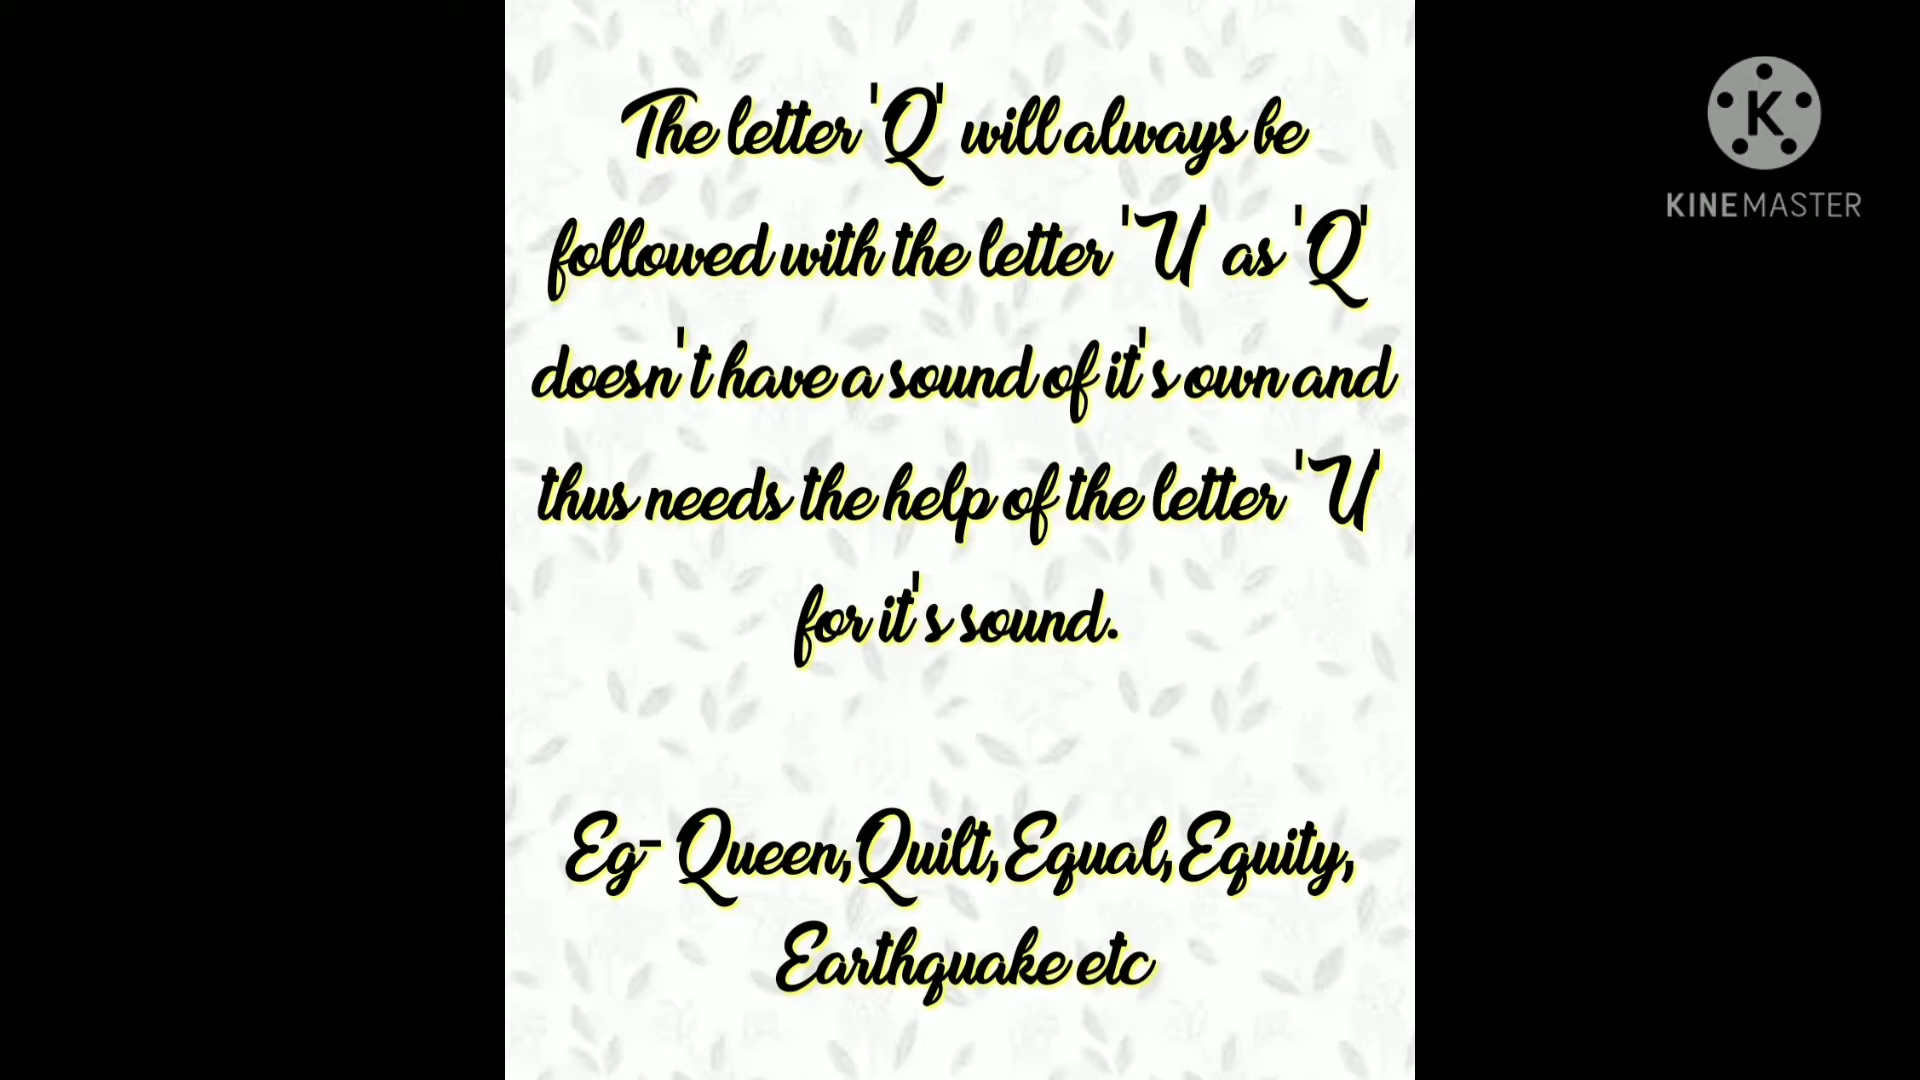 The letter 'Q' will always be
followed with the letter 'U' as 'Q'
doesn't have a sound of it's own and
thus needs the help of the letter 'U'
for it's sound.
Eg- Queen,Quilt,Equal,Equity,
Earthquake etc
K
KINEMASTER